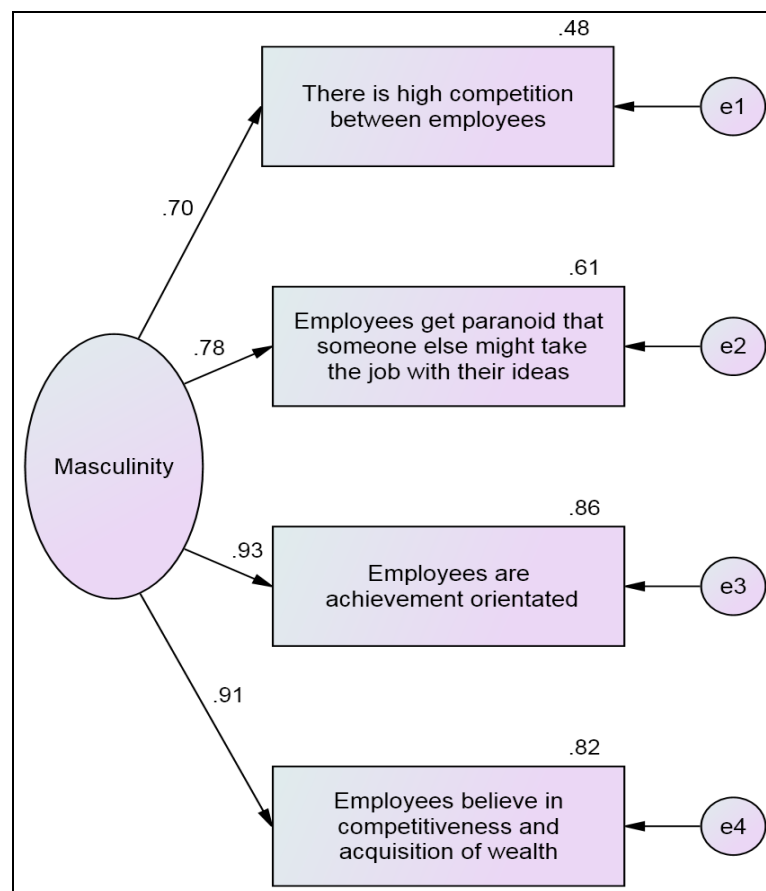 .48
There is high competition
between employees
e1
.70
.61
Employees get paranoid that
someone else might take
the job with their ideas
e2
.78
Masculinity
.86
.93
Employees are
achievement orientated
e3
.91
.82
Employees believe in
competitiveness and
acquisition of wealth
e4